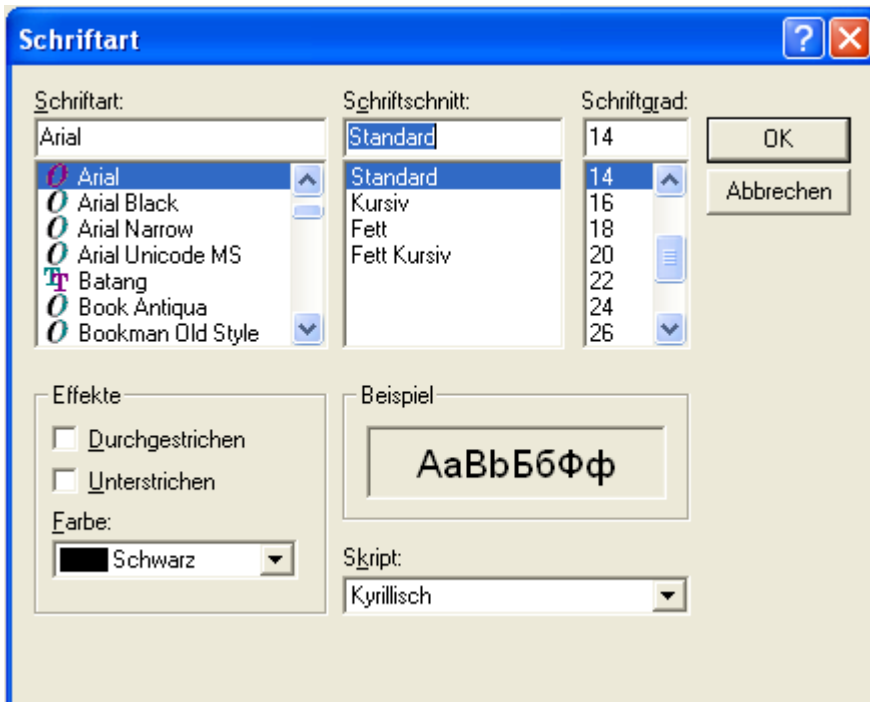 Schriftart
Schriftart:
Arial
Arial
Arial Black
Arial Narrow
Arial Unicode MS
Batang
Book Antiqua
Bookman Old Style
Schriftschnitt:
Standard
Standard
Kursiv
Fett
Fett Kursiv
Schriftgrad:
14
14
16
18
20
22
24
26
OK
Abbrechen
Effekte
Durchgestrichen
Unterstrichen
Farbe:
Schwarz
Beispiel
AaBbБбФф
Skript:
Kyrillisch